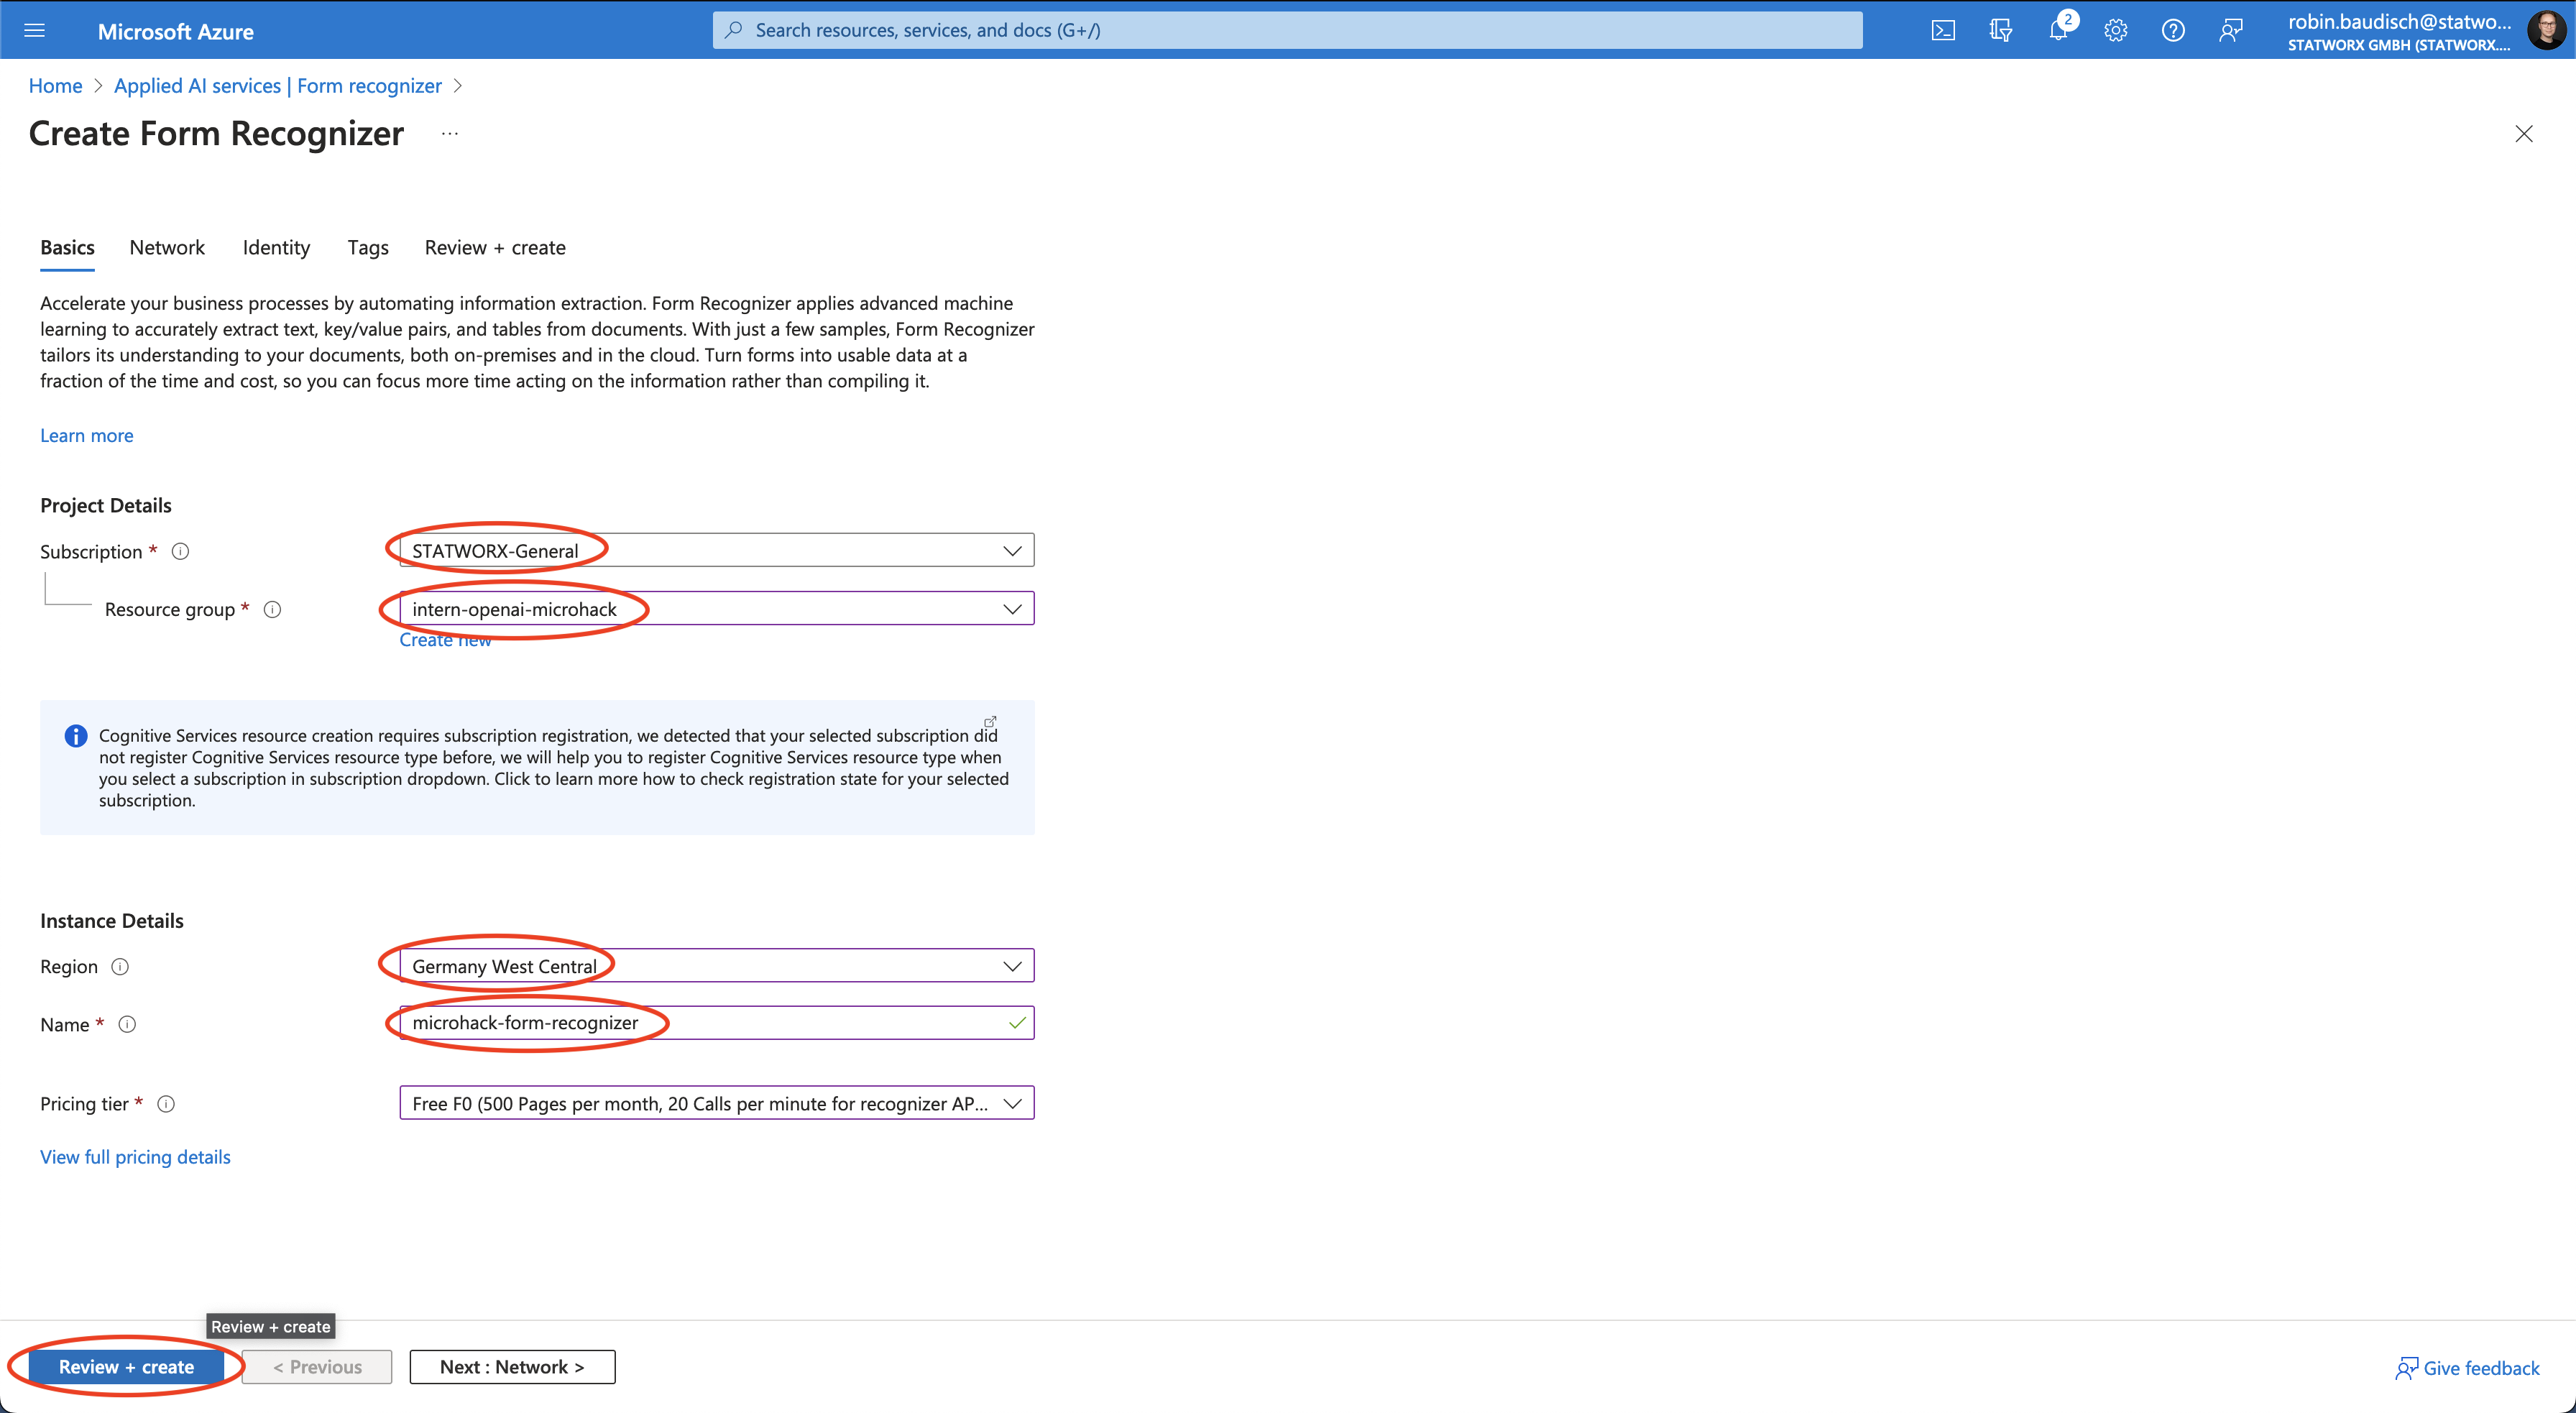 Microsoft Azure
Search resources, services, and docs (G+/)
2
robin.baudisch@statwo...
STATWORX GMBH (STATWORX....
Home > Applied AI services | Form recognizer >
Create Form Recognizer ...
Basics Network Identity Tags Review + create
Accelerate your business processes by automating information extraction. Form Recognizer applies advanced machine
learning to accurately extract text, key/value pairs, and tables from documents. With just a few samples, Form Recognizer
tailors its understanding to your documents, both on-premises and in the cloud. Turn forms into usable data at a
fraction of the time and cost, so you can focus more time acting on the information rather than compiling it.
Learn more
Project Details
Subscription * STATWORX-General
Resource group * intern-openai-microhack
Create new
Cognitive Services resource creation requires subscription registration, we detected that your selected subscription did
not register Cognitive Services resource type before, we will help you to register Cognitive Services resource type when
you select a subscription in subscription dropdown. Click to learn more how to check registration state for your selected
subscription.
Instance Details
Region Germany West Central
Name * microhack-form-recognizer
Pricing tier * Free F0 (500 Pages per month, 20 Calls per minute for recognizer AP...
View full pricing details
Review + create
Review + create < Previous Next : Network > Give feedback